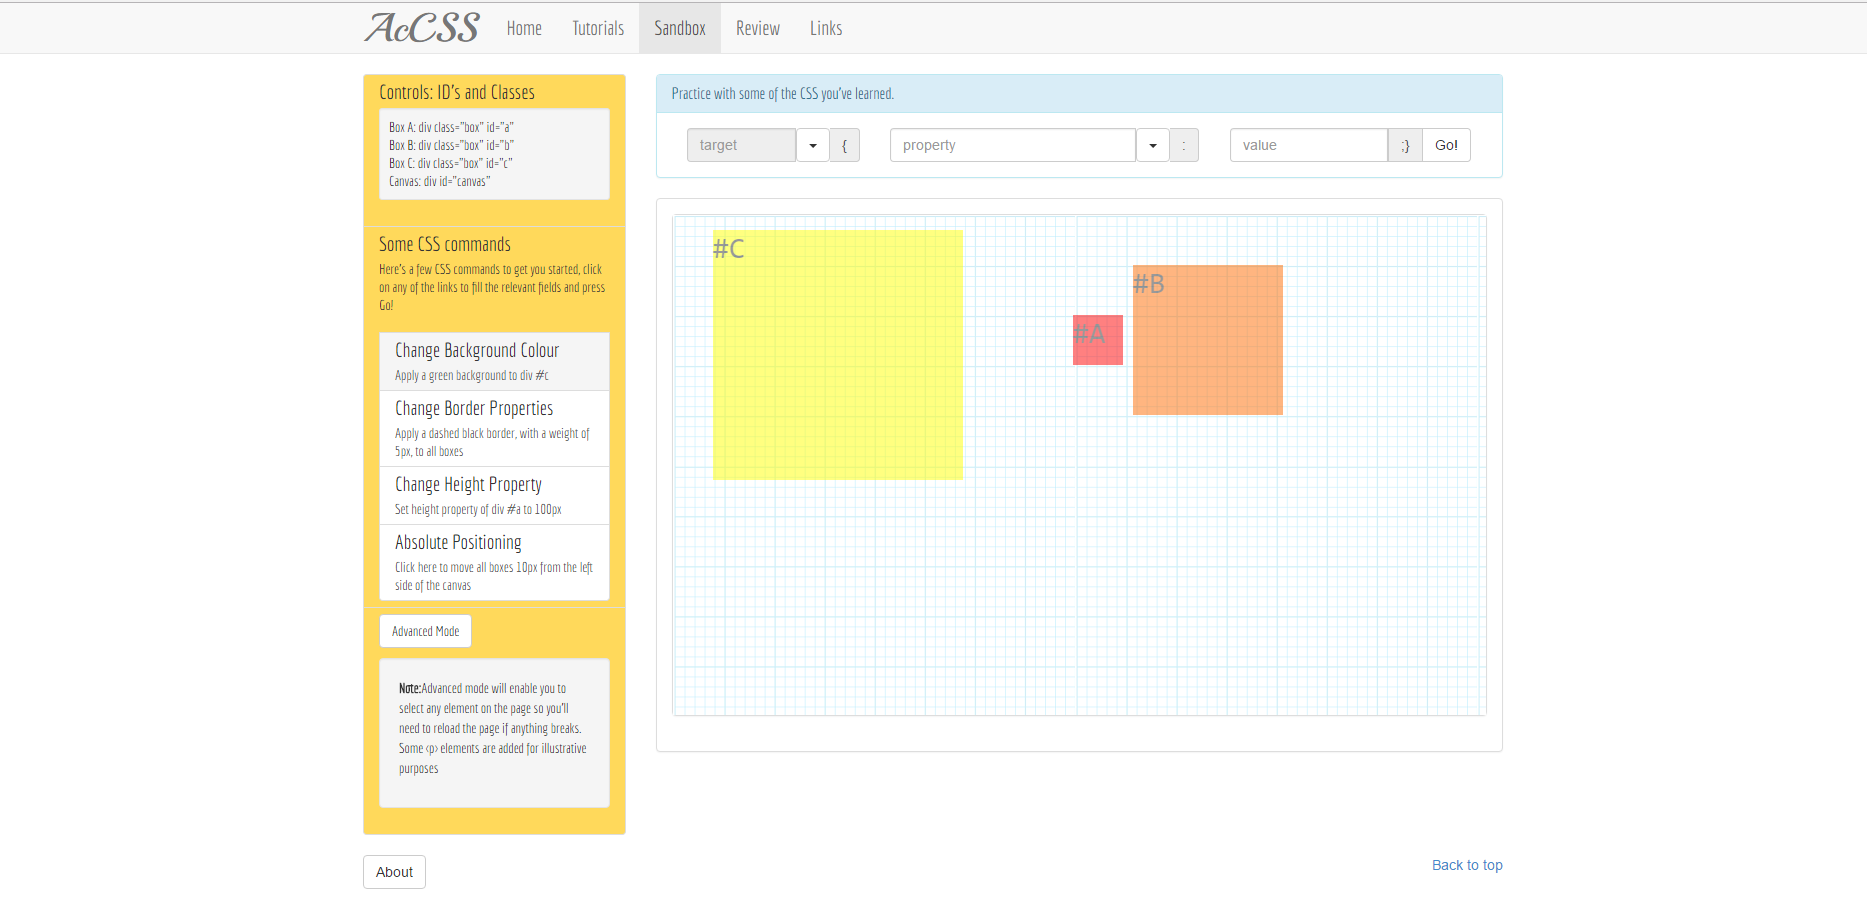 AcCSS Home Tutorials Sandbox Review Links
Controls: ID's and Classes
Box A: div class="box" id="a"
Box B: div class="box" id="b"
Box C: div class="box" id="c"
Canvas: div id="canvas"
Some CSS commands
Here's a few CSS commands to get you started, click
on any of the links to fill the relevant fields and press
Go!
Change Background Colour
Apply a green background to div #c
Change Border Properties
Apply a dashed black border, with a weight of
5px, to all boxes
Change Height Property
Set height property of div #a to 100px
Absolute Positioning
Click here to move all boxes 10px from the left
side of the canvas
Advanced Mode
Note:Advanced mode will enable you to
select any element on the page so you'll
need to reload the page if anything breaks.
Some <p> elements are added for illustrative
purposes
Practice with some of the CSS you've learned.
target { property : value ;} Go!
#C
#B
#A
About
Back to top